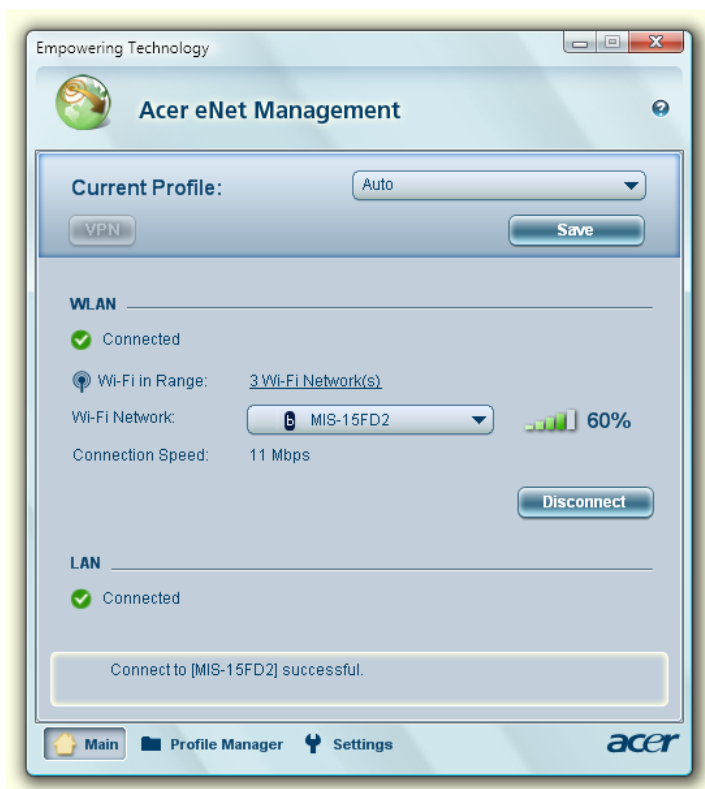 Empowering Technology
Acer eNet Management
Current Profile: Auto
VPN Save
WLAN
Connected
Wi-Fi in Range: 3 Wi-Fi Network(s)
Wi-Fi Network: b MIS-15FD2 60%
Connection Speed: 11 Mbps
Disconnect
LAN
Connected
Connect to [MIS-15FD2] successful.
Main Profile Manager Settings acer